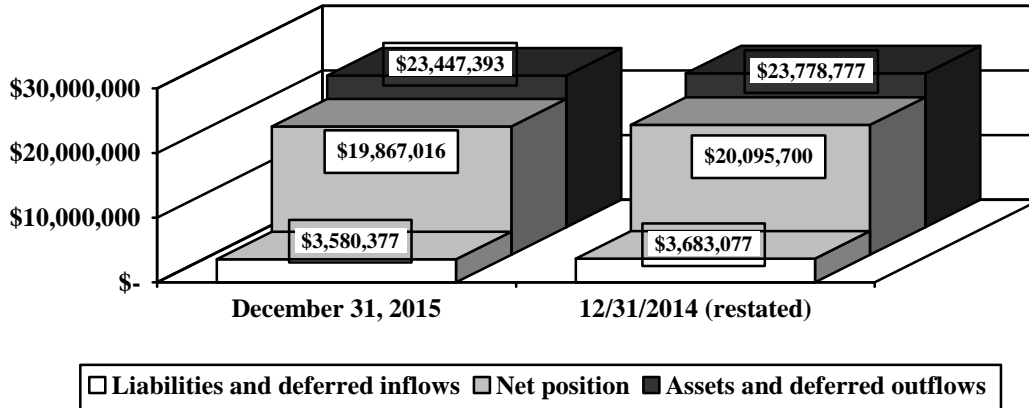 $23,447,393
$23,778,777
$30,000,000
$19,867,016
$20,095,700
$20,000,000
$10,000,000
$3,580,377
$3,683,077
$-
December 31, 2015
12/31/2014 (restated)
Liabilities and deferred inflows
Net position
Assets and deferred outflows